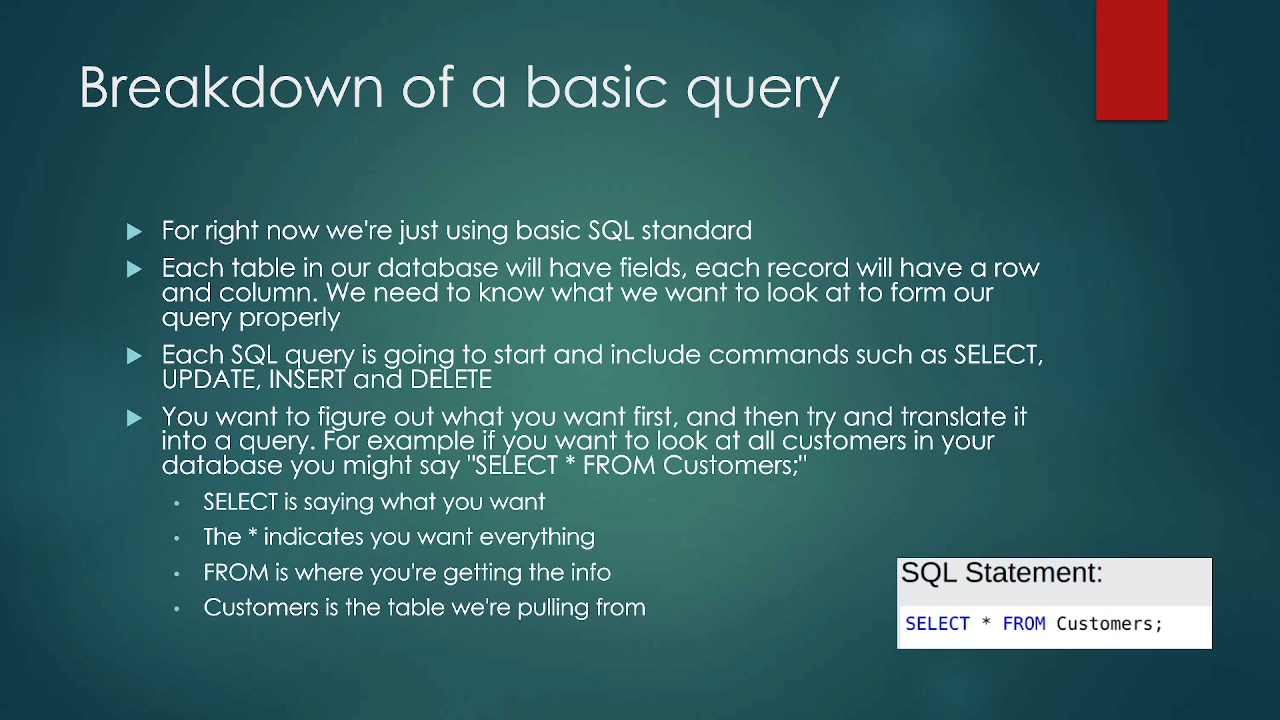 Breakdown of a basic query
For right now we're just using basic SQL standard
Each table in our database will have fields, each record will have a row
and column. We need to know what we want to look at to form our
query properly
Each SQL query is going to start and include commands such as SELECT,
UPDATE, INSERT and DELETE
You want to figure out what you want first, and then try and translate it
into a query. For example if you want to look at all customers in your
database you might say "SELECT * FROM Customers;"
SELECT is saying what you want
The * indicates you want everything
FROM is where you're getting the info
Customers is the table we're pulling from
SQL Statement:
SELECT * FROM Customers;